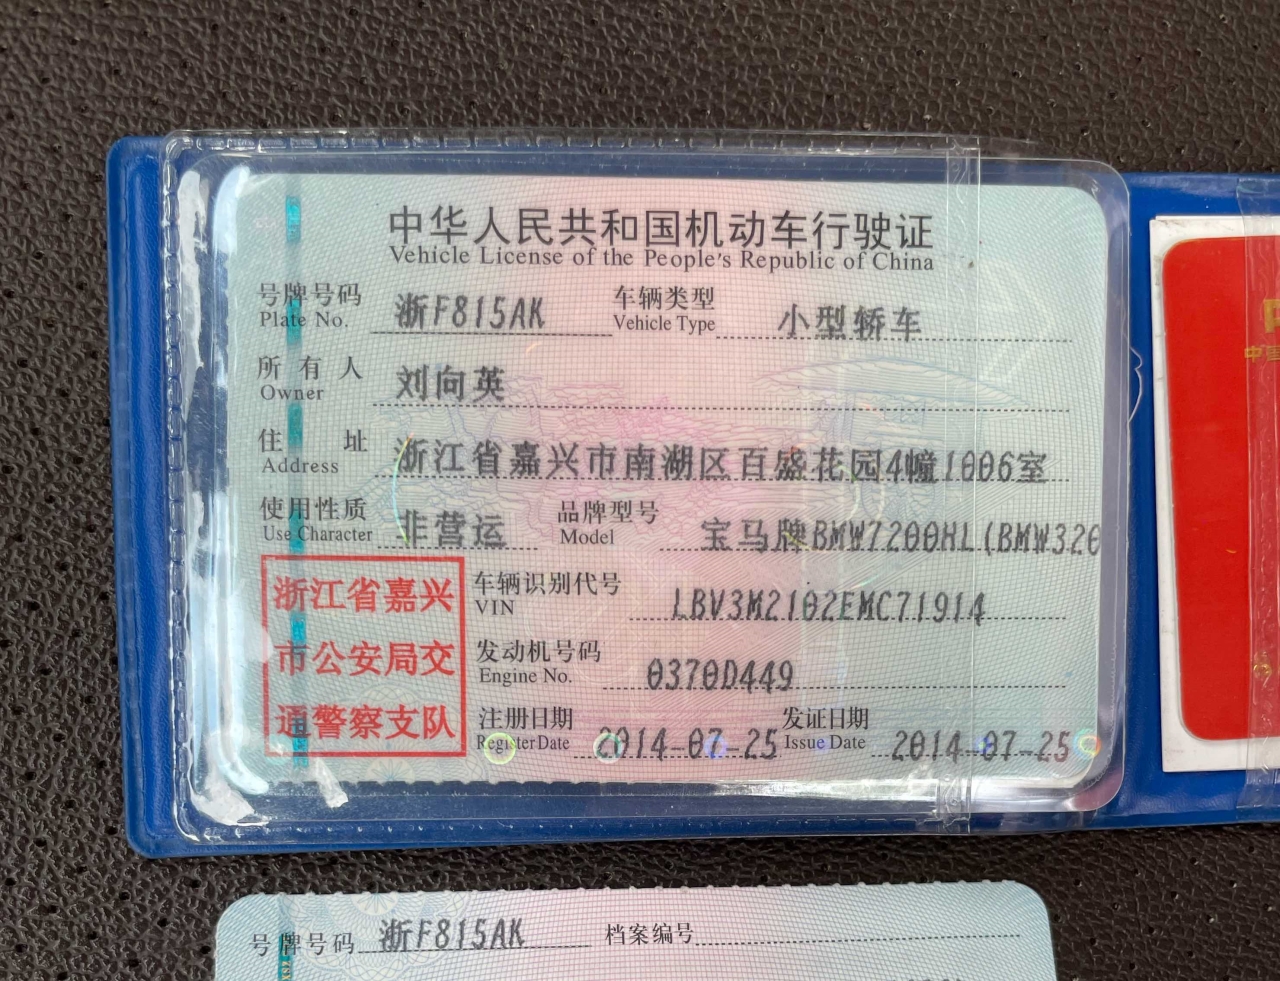 中华人民共和国机动车行驶证
Vehicle License of the People's Republic of China
号牌号码 浙F815AK 车辆类型 小型轿车
Plate No. Vehicle Type
所有人 刘向英
Owner
住址 浙江省嘉兴市南湖区百盛花园4幢1006室
Address
使用性质 非营运 品牌型号 宝马牌BMW7200HL(BMW320
Use Character Model
浙江省嘉兴
市公安局交
通警察支队
车辆识别代号 LBV3M2102EMC71914
VIN
发动机号码 0370D449
Engine No.
注册日期 2014-07-25 发证日期 2014-07-25
Register Date Issue Date
号牌号码 浙F815AK 档案编号